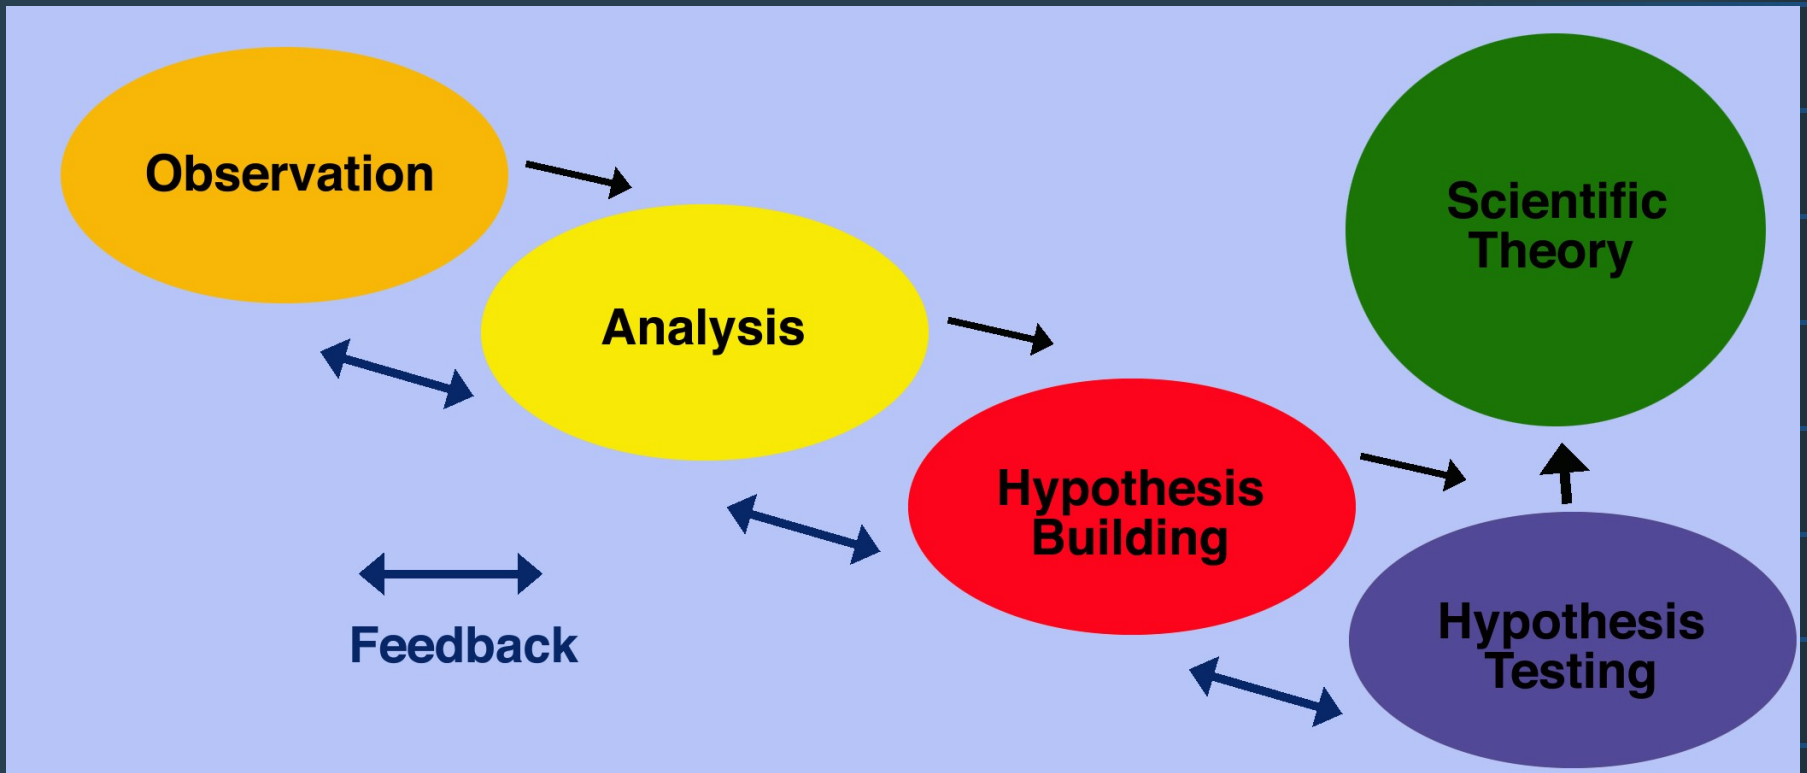 Observation
Analysis
Hypothesis
Building
Hypothesis
Testing
Scientific
Theory
Feedback